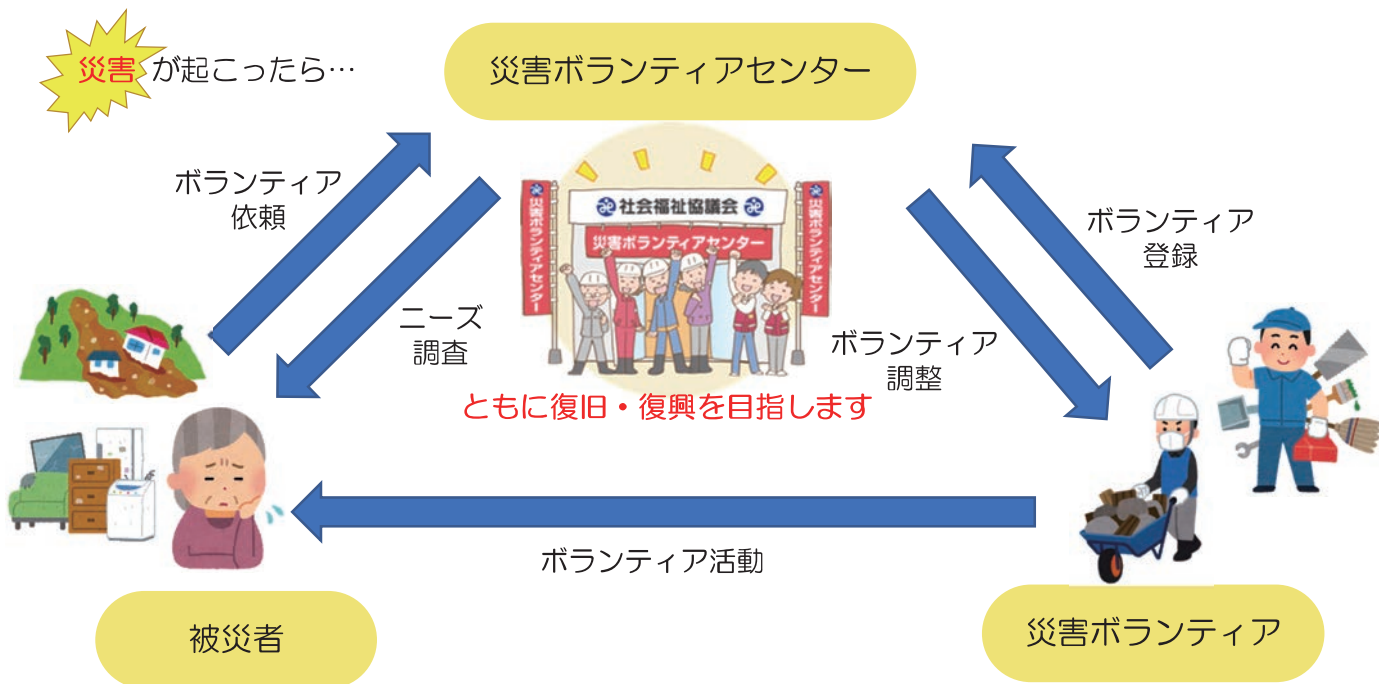 災害が起こったら…
災害ボランティアセンター
ボランティア
依頼
社会福祉協議会
災害ボランティアセンター
災害ボランティアセンター
災害ボランティアセンター
ボランティア
登録
ニーズ
調査
ボランティア
調整
ともに復旧・復興を目指します
ボランティア活動
被災者
災害ボランティア